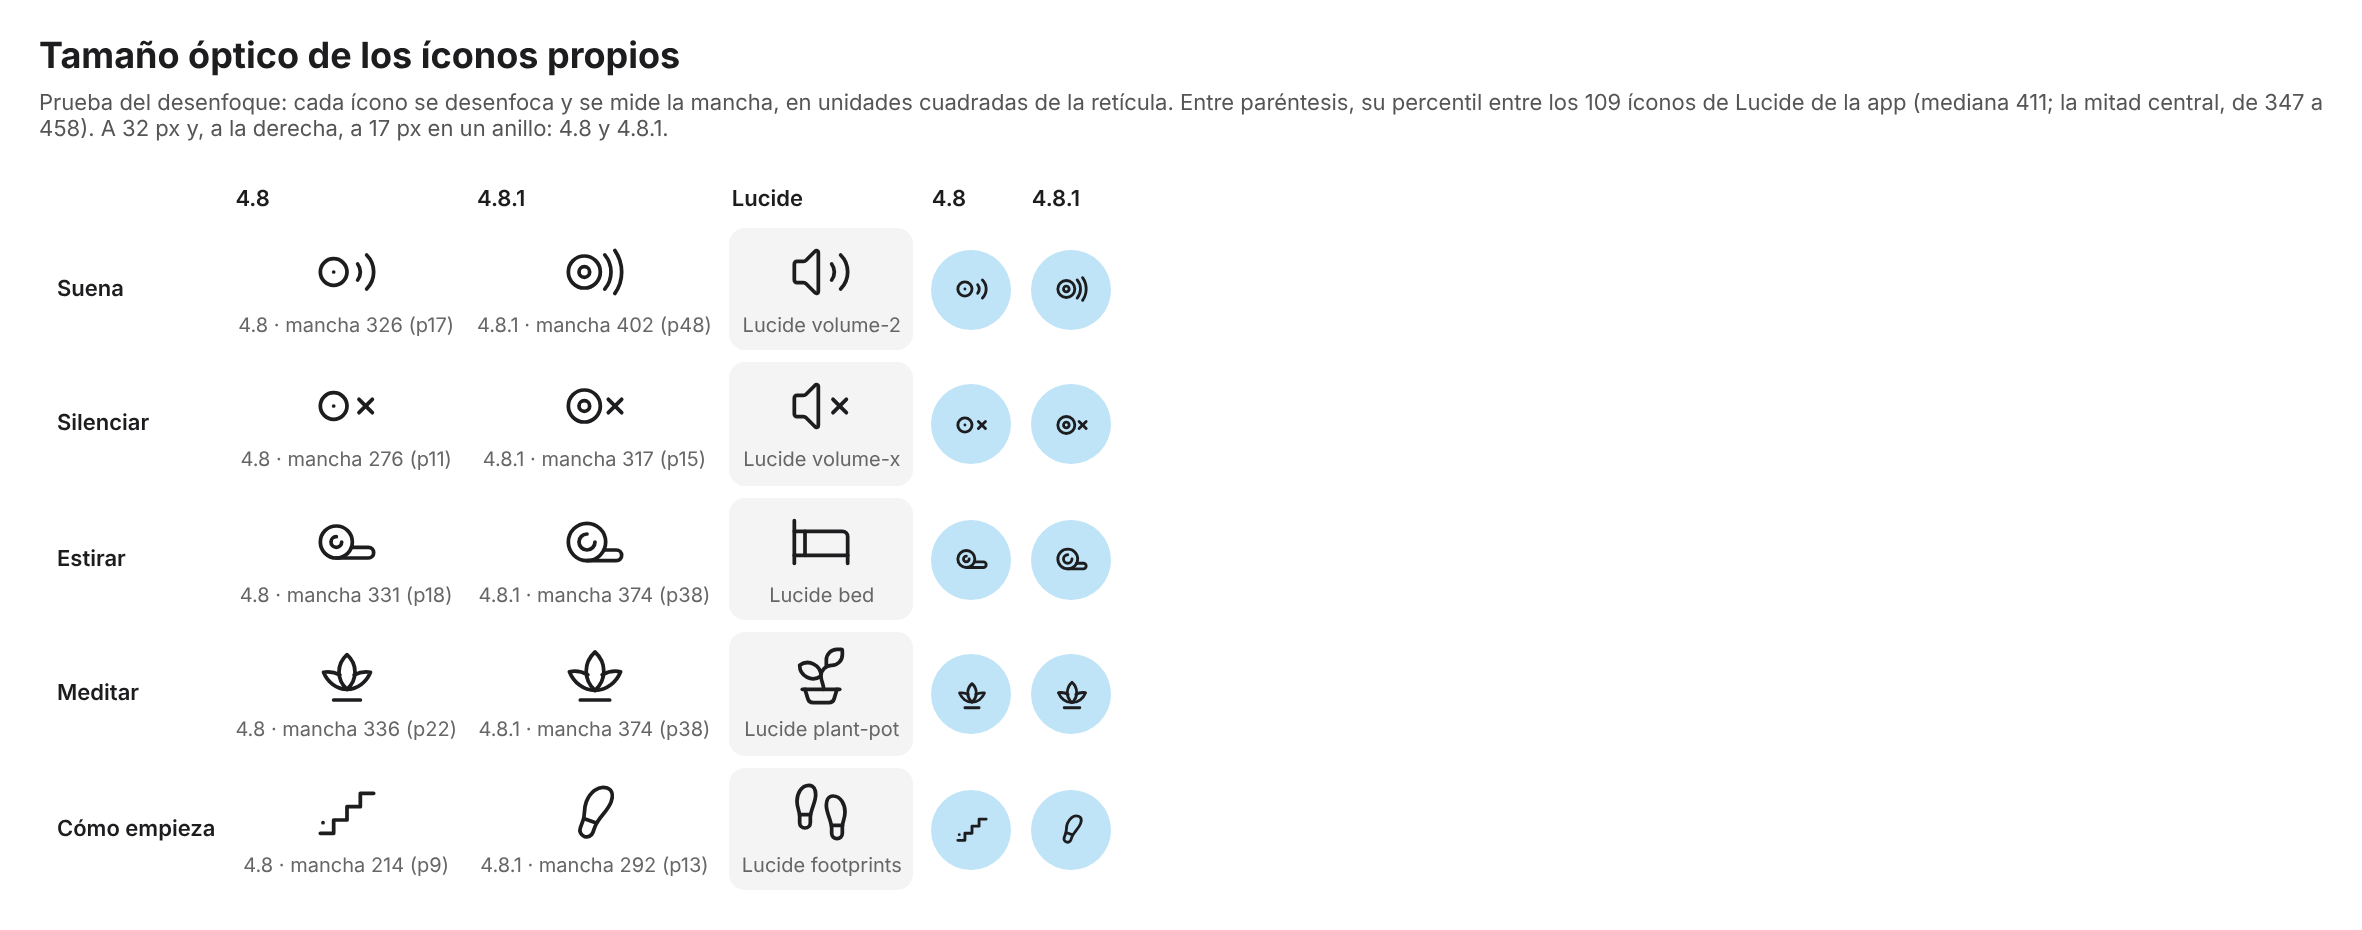 Tamaño óptico de los íconos propios
Prueba del desenfoque: cada ícono se desenfoca y se mide la mancha, en unidades cuadradas de la retícula. Entre paréntesis, su percentil entre los 109 íconos de Lucide de la app (mediana 411; la mitad central, de 347 a
458). A 32 px y, a la derecha, a 17 px en un anillo: 4.8 y 4.8.1.
4.8 4.8.1 Lucide 4.8 4.8.1
Suena
4.8 · mancha 326 (p17) 4.8.1 · mancha 402 (p48) Lucide volume-2
Silenciar
4.8 · mancha 276 (p11) 4.8.1 · mancha 317 (p15) Lucide volume-x
Estirar
4.8 · mancha 331 (p18) 4.8.1 · mancha 374 (p38) Lucide bed
Meditar
4.8 · mancha 336 (p22) 4.8.1 · mancha 374 (p38) Lucide plant-pot
Cómo empieza
4.8 · mancha 214 (p9) 4.8.1 · mancha 292 (p13) Lucide footprints